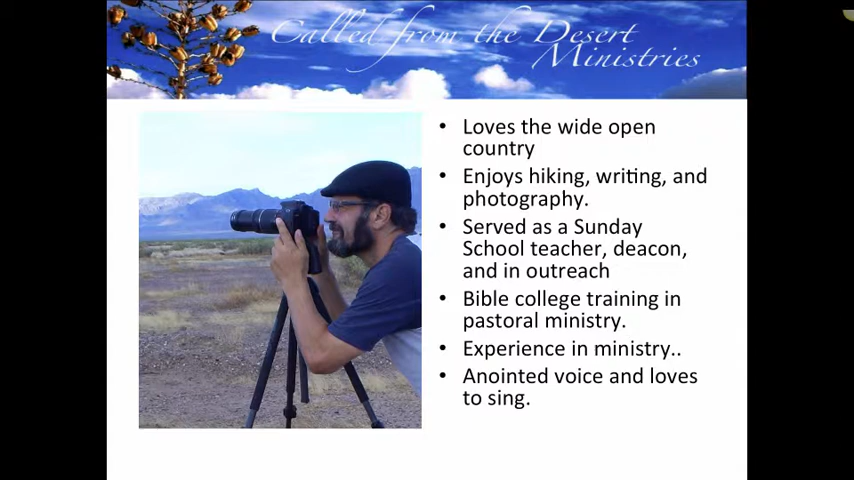 Called from the Desert
Ministries
• Loves the wide open
country
• Enjoys hiking, writing, and
photography.
• Served as a Sunday
School teacher, deacon,
and in outreach
• Bible college training in
pastoral ministry.
• Experience in ministry..
• Anointed voice and loves
to sing.